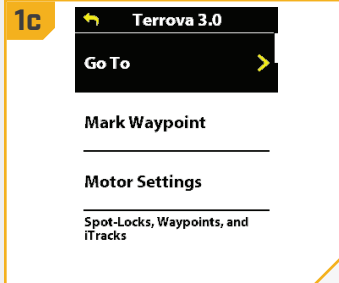 1c
Terrova 3.0
Go To
Mark Waypoint
Motor Settings
Spot-Locks, Waypoints, and
iTracks